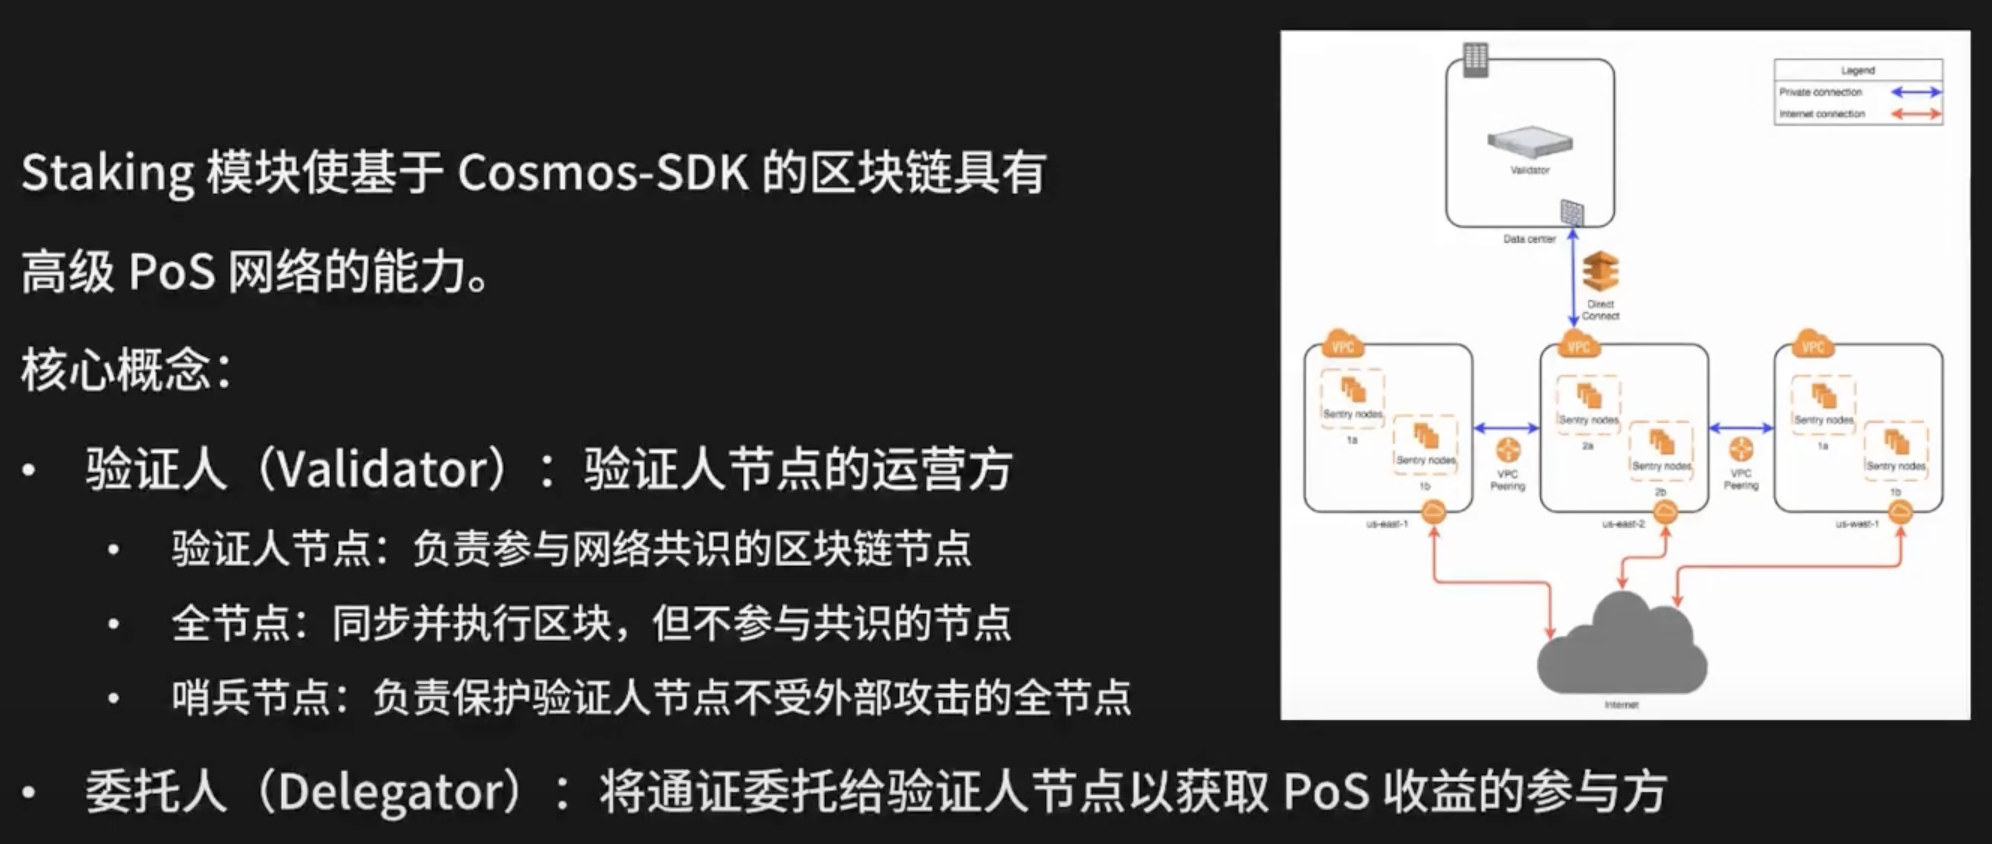 Staking 模块使基于 Cosmos-SDK 的区块链具有
高级 PoS 网络的能力。
核心概念：
• 验证人（Validator）：验证人节点的运营方
• 验证人节点：负责参与网络共识的区块链节点
• 全节点：同步并执行区块，但不参与共识的节点
• 哨兵节点：负责保护验证人节点不受外部攻击的全节点
• 委托人（Delegator）：将通证委托给验证人节点以获取 PoS 收益的参与方
Legend
Private connection
Internet connection
Validator
Data center
Direct
Connect
VPC
Sentry nodes
1a
Sentry nodes
1b
us-east-1
VPC
Peering
VPC
Sentry nodes
2a
Sentry nodes
2b
us-east-2
VPC
Peering
VPC
Sentry nodes
1a
Sentry nodes
1b
us-west-1
Internet